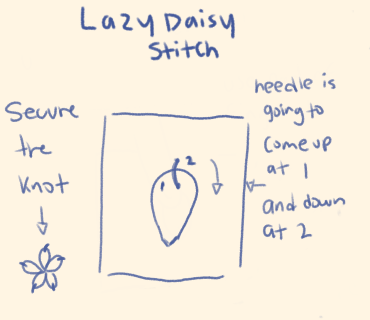 Lazy Daisy
Stitch
Secure
the
Knot
1 2
needle is
going to
come up
at 1
and down
at 2